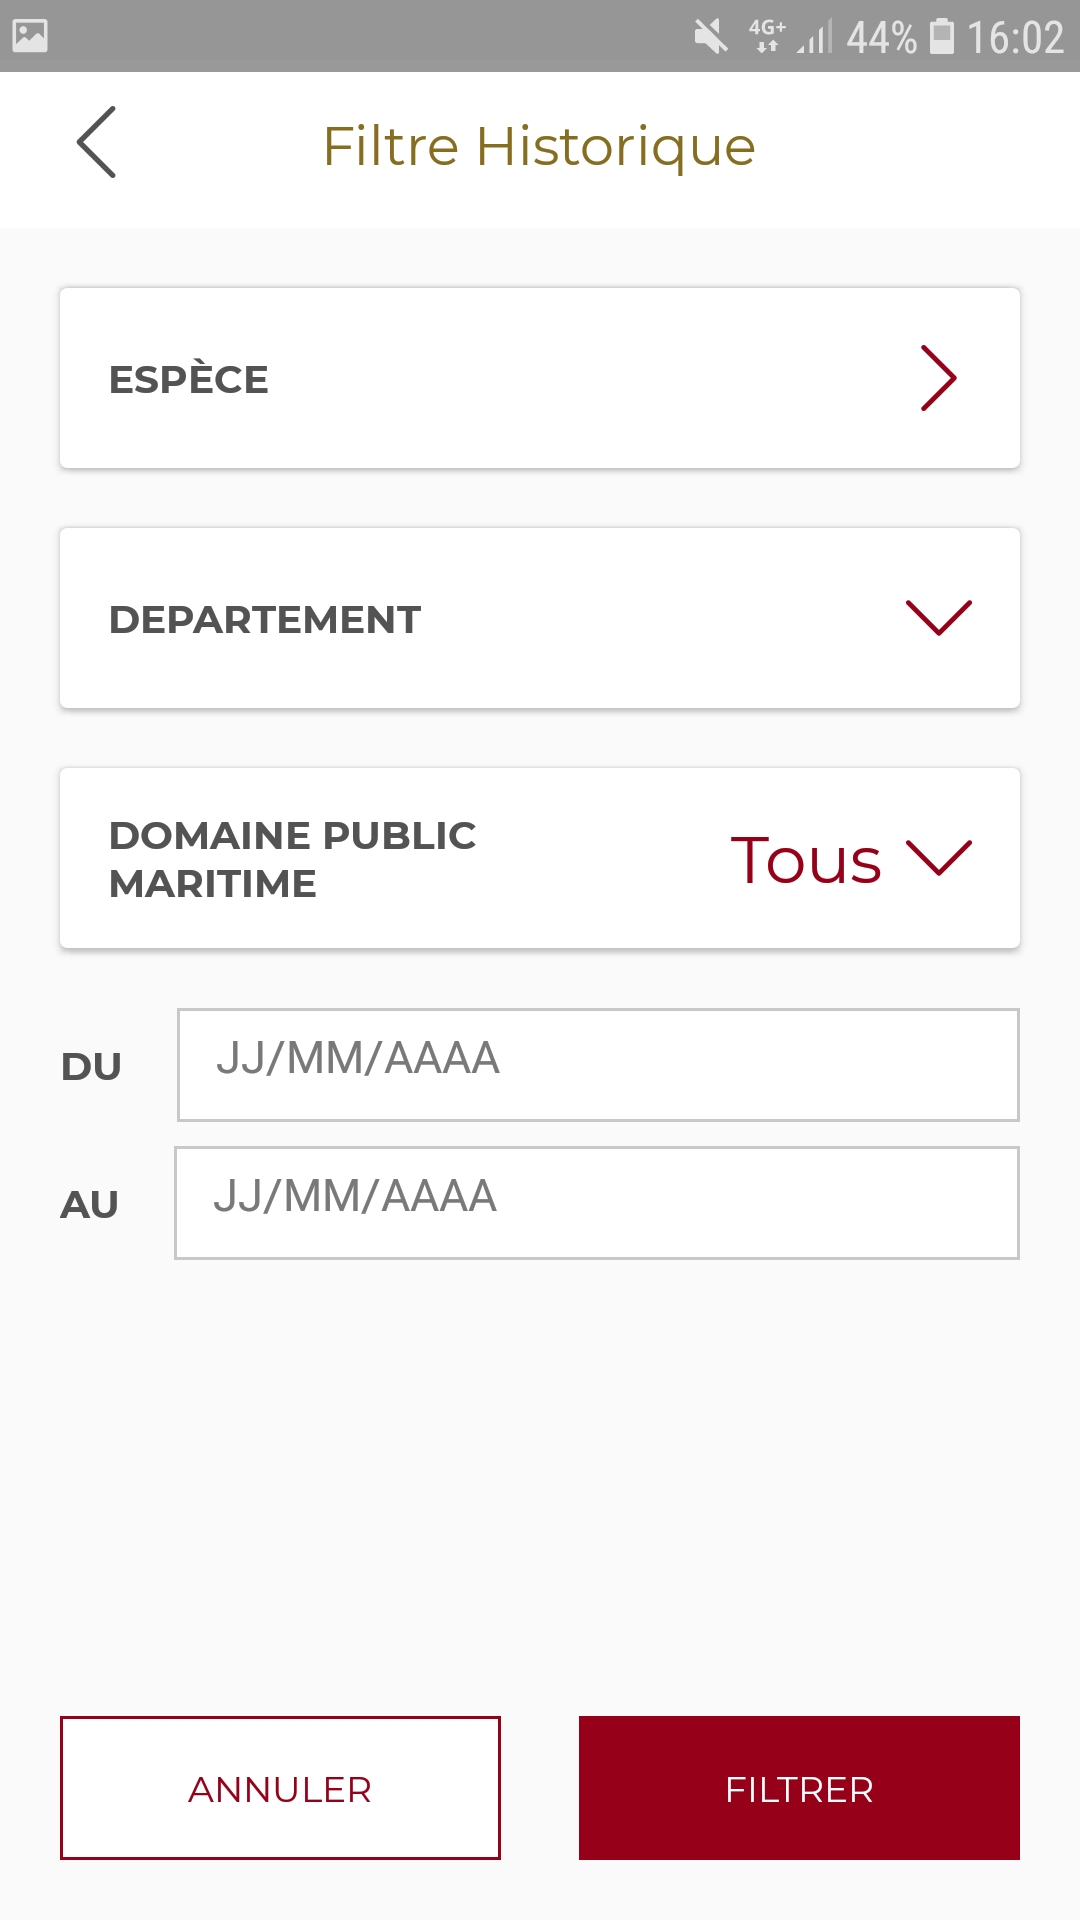 4G+ 44% 16:02
Filtre Historique
ESPÈCE
DEPARTEMENT
DOMAINE PUBLIC
MARITIME
Tous
DU JJ/MM/AAAA
AU JJ/MM/AAAA
ANNULER FILTRER